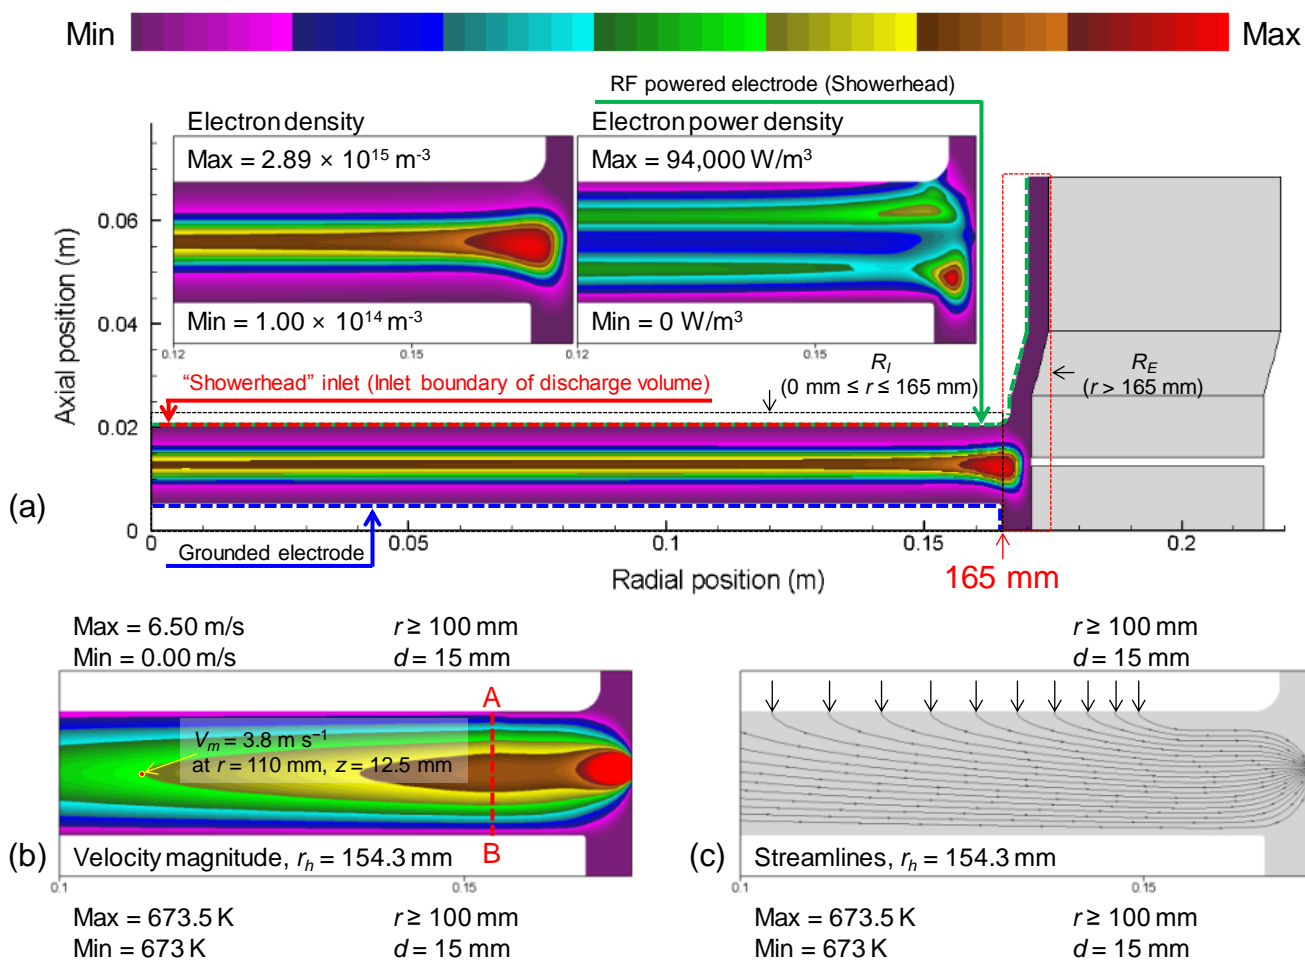 Min
Max
RF powered electrode (Showerhead)
Electron density
Max = 2.89 × 10¹⁵ m⁻³
Min = 1.00 × 10¹⁴ m⁻³
0.12
0.15
Electron power density
Max = 94,000 W/m³
Min = 0 W/m³
0.12
0.15
Axial position (m)
0.06
0.04
0.02
0
"Showerhead" inlet (Inlet boundary of discharge volume)
R_I
(0 mm ≤ r ≤ 165 mm)
R_E
(r > 165 mm)
(a)
0
0.05
0.1
0.15
0.2
Grounded electrode
Radial position (m)
165 mm
Max = 6.50 m/s
Min = 0.00 m/s
r ≥ 100 mm
d = 15 mm
A
V_m = 3.8 m s⁻¹
at r = 110 mm, z = 12.5 mm
B
(b)
Velocity magnitude, r_h = 154.3 mm
0.1
0.15
Max = 673.5 K
Min = 673 K
r ≥ 100 mm
d = 15 mm
r ≥ 100 mm
d = 15 mm
(c)
Streamlines, r_h = 154.3 mm
0.1
0.15
Max = 673.5 K
Min = 673 K
r ≥ 100 mm
d = 15 mm